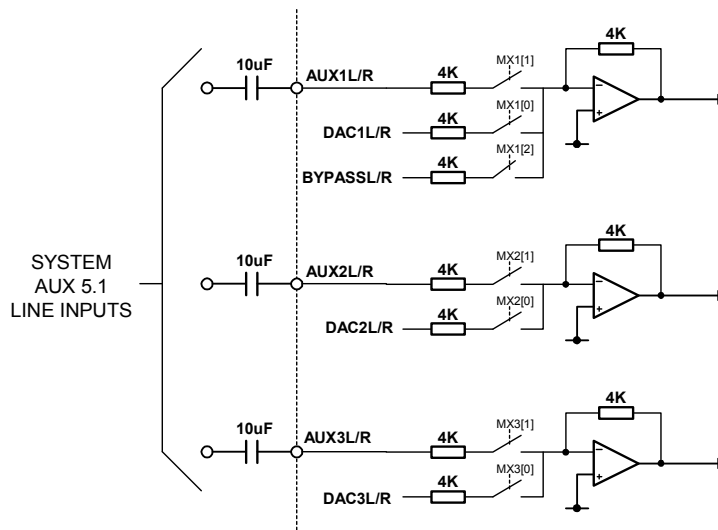 4K
10uF
AUX1L/R
MX1[1]
4K
MX1[0]
DAC1L/R
4K
MX1[2]
BYPASSL/R
4K
4K
10uF
AUX2L/R
MX2[1]
SYSTEM
AUX 5.1
LINE INPUTS
4K
MX2[0]
DAC2L/R
4K
4K
10uF
AUX3L/R
MX3[1]
4K
MX3[0]
DAC3L/R
4K